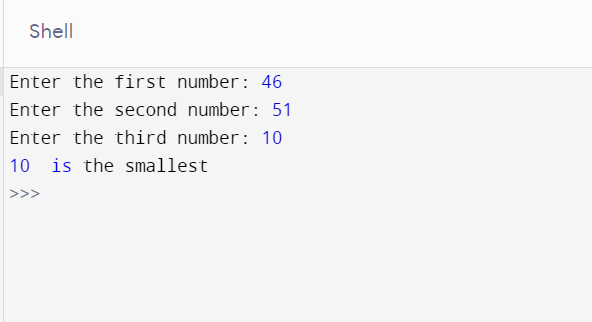 Shell
Enter the first number: 46
Enter the second number: 51
Enter the third number: 10
10  is the smallest
>>>